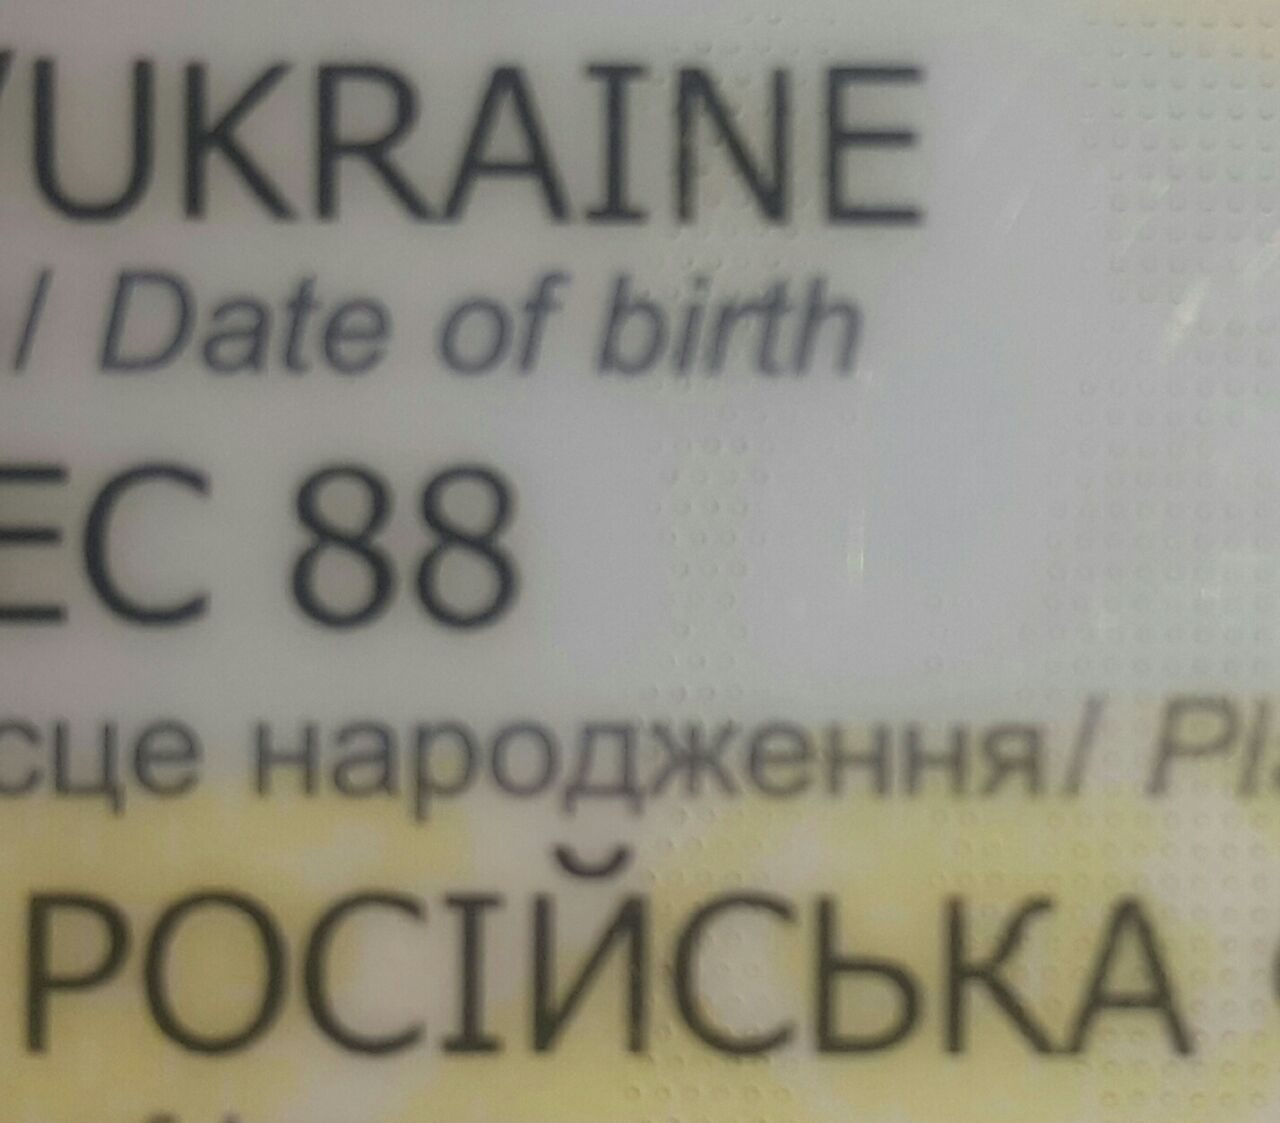 /UKRAINE
/ Date of birth
EC 88
сце народження/ Pl
РОСІЙСЬКА